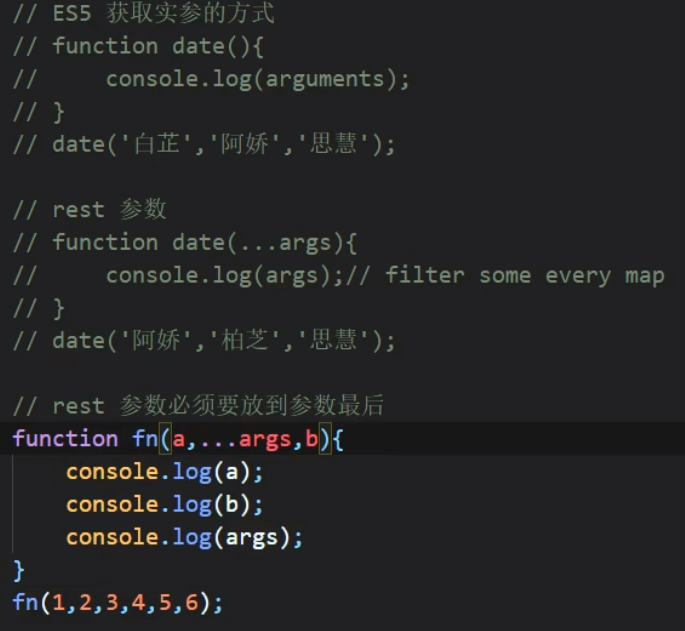 // ES5 获取实参的方式
// function date(){
//     console.log(arguments);
// }
// date('白芷','阿娇','思慧');
// rest 参数
// function date(...args){
//     console.log(args);// filter some every map
// }
// date('阿娇','柏芝','思慧');
// rest 参数必须要放到参数最后
function fn(a,...args,b){
    console.log(a);
    console.log(b);
    console.log(args);
}
fn(1,2,3,4,5,6);